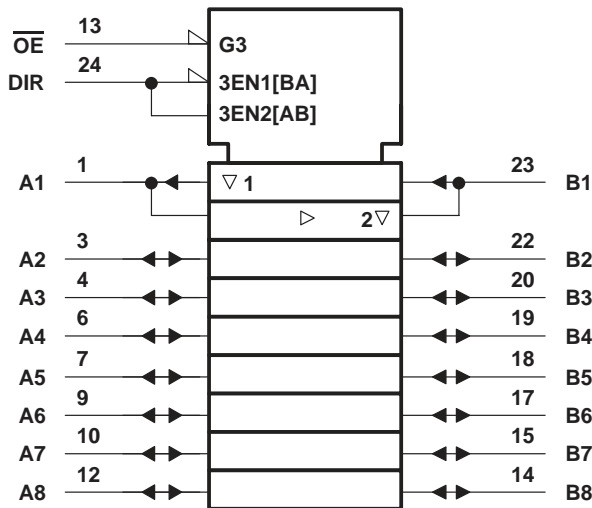 OE 13 G3
DIR 24 3EN1[BA]
3EN2[AB]
A1 1 ▽ 1 23 B1
▷ 2▽
A2 3 22 B2
A3 4 20 B3
A4 6 19 B4
A5 7 18 B5
A6 9 17 B6
A7 10 15 B7
A8 12 14 B8